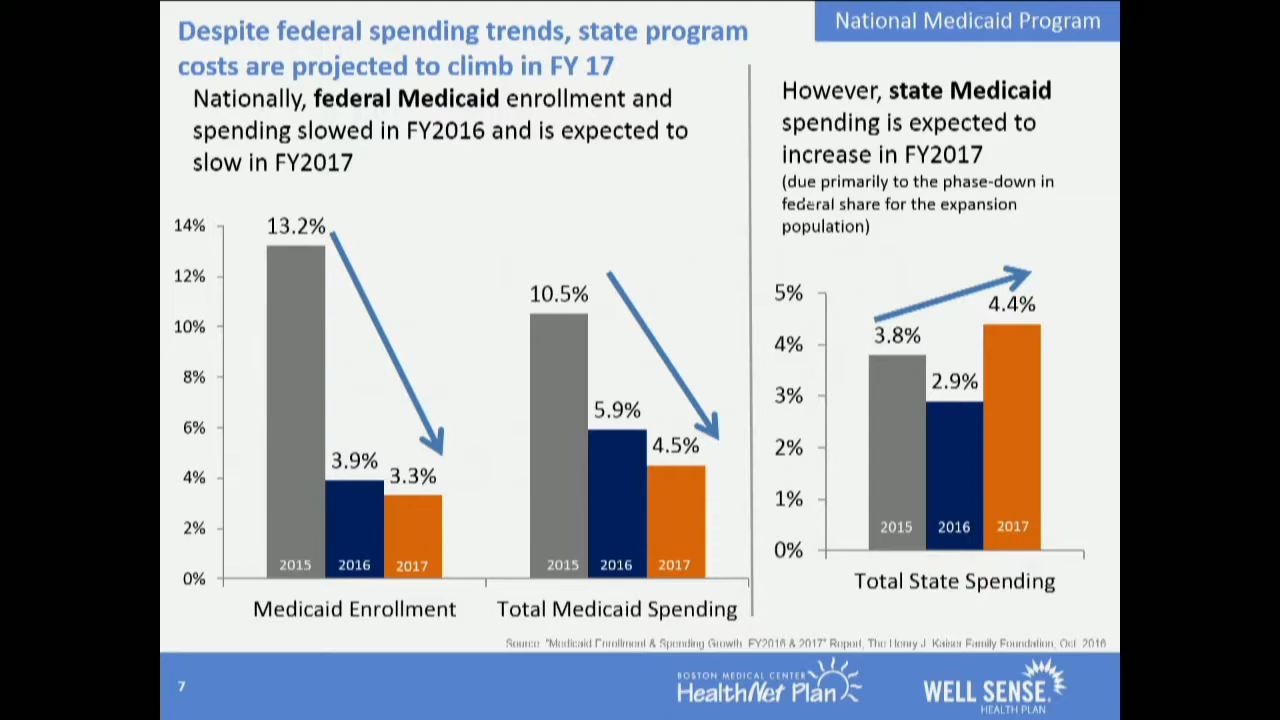 National Medicaid Program
Despite federal spending trends, state program
costs are projected to climb in FY 17
Nationally, federal Medicaid enrollment and
spending slowed in FY2016 and is expected to
slow in FY2017
However, state Medicaid
spending is expected to
increase in FY2017
(due primarily to the phase-down in
federal share for the expansion
population)
14%
12%
10%
8%
6%
4%
2%
0%
13.2%
3.9%
3.3%
2015
2016
2017
Medicaid Enrollment
10.5%
5.9%
4.5%
2015
2016
2017
Total Medicaid Spending
5%
4%
3%
2%
1%
0%
3.8%
2.9%
4.4%
2015
2016
2017
Total State Spending
Source: "Medicaid Enrollment & Spending Growth: FY2016 & 2017" Report, The Henry J. Kaiser Family Foundation, Oct. 2016
7
BOSTON MEDICAL CENTER
HealthNet Plan
WELL SENSE
HEALTH PLAN